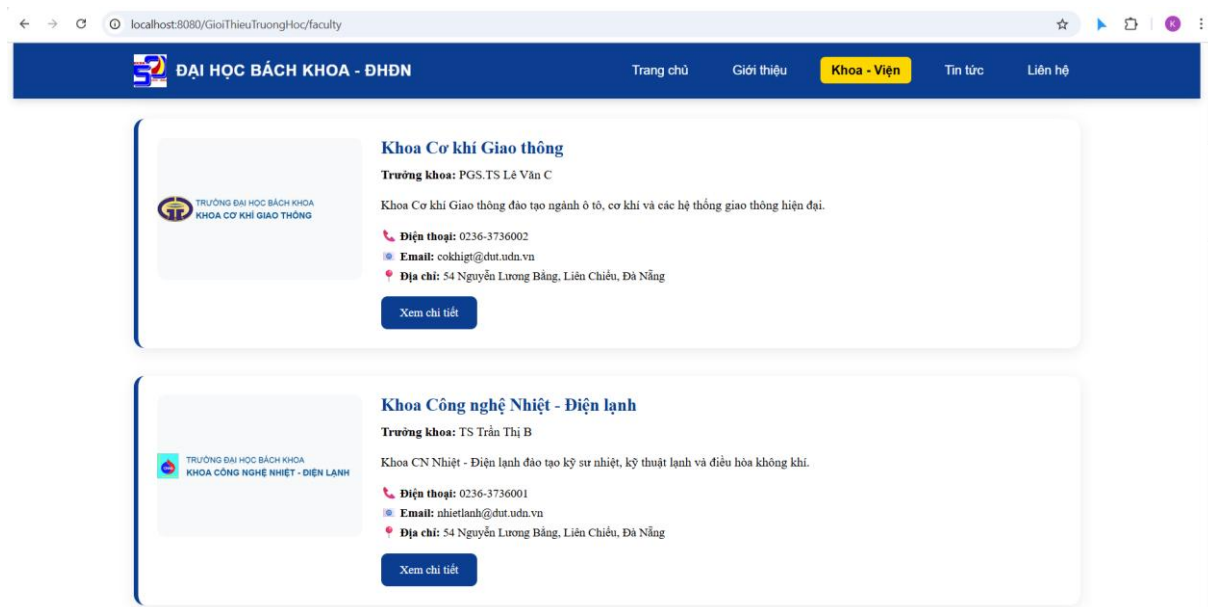 localhost:8080/GioiThieuTruongHoc/faculty
K
ĐẠI HỌC BÁCH KHOA - ĐHĐN
Trang chủ
Giới thiệu
Khoa - Viện
Tin tức
Liên hệ
TRƯỜNG ĐẠI HỌC BÁCH KHOA
KHOA CƠ KHÍ GIAO THÔNG
Khoa Cơ khí Giao thông
Trưởng khoa: PGS.TS Lê Văn C
Khoa Cơ khí Giao thông đào tạo ngành ô tô, cơ khí và các hệ thống giao thông hiện đại.
Điện thoại: 0236-3736002
Email: cokhigt@dut.udn.vn
Địa chỉ: 54 Nguyễn Lương Bằng, Liên Chiểu, Đà Nẵng
Xem chi tiết
TRƯỜNG ĐẠI HỌC BÁCH KHOA
KHOA CÔNG NGHỆ NHIỆT - ĐIỆN LẠNH
Khoa Công nghệ Nhiệt - Điện lạnh
Trưởng khoa: TS Trần Thị B
Khoa CN Nhiệt - Điện lạnh đào tạo kỹ sư nhiệt, kỹ thuật lạnh và điều hòa không khí.
Điện thoại: 0236-3736001
Email: nhietlanh@dut.udn.vn
Địa chỉ: 54 Nguyễn Lương Bằng, Liên Chiểu, Đà Nẵng
Xem chi tiết